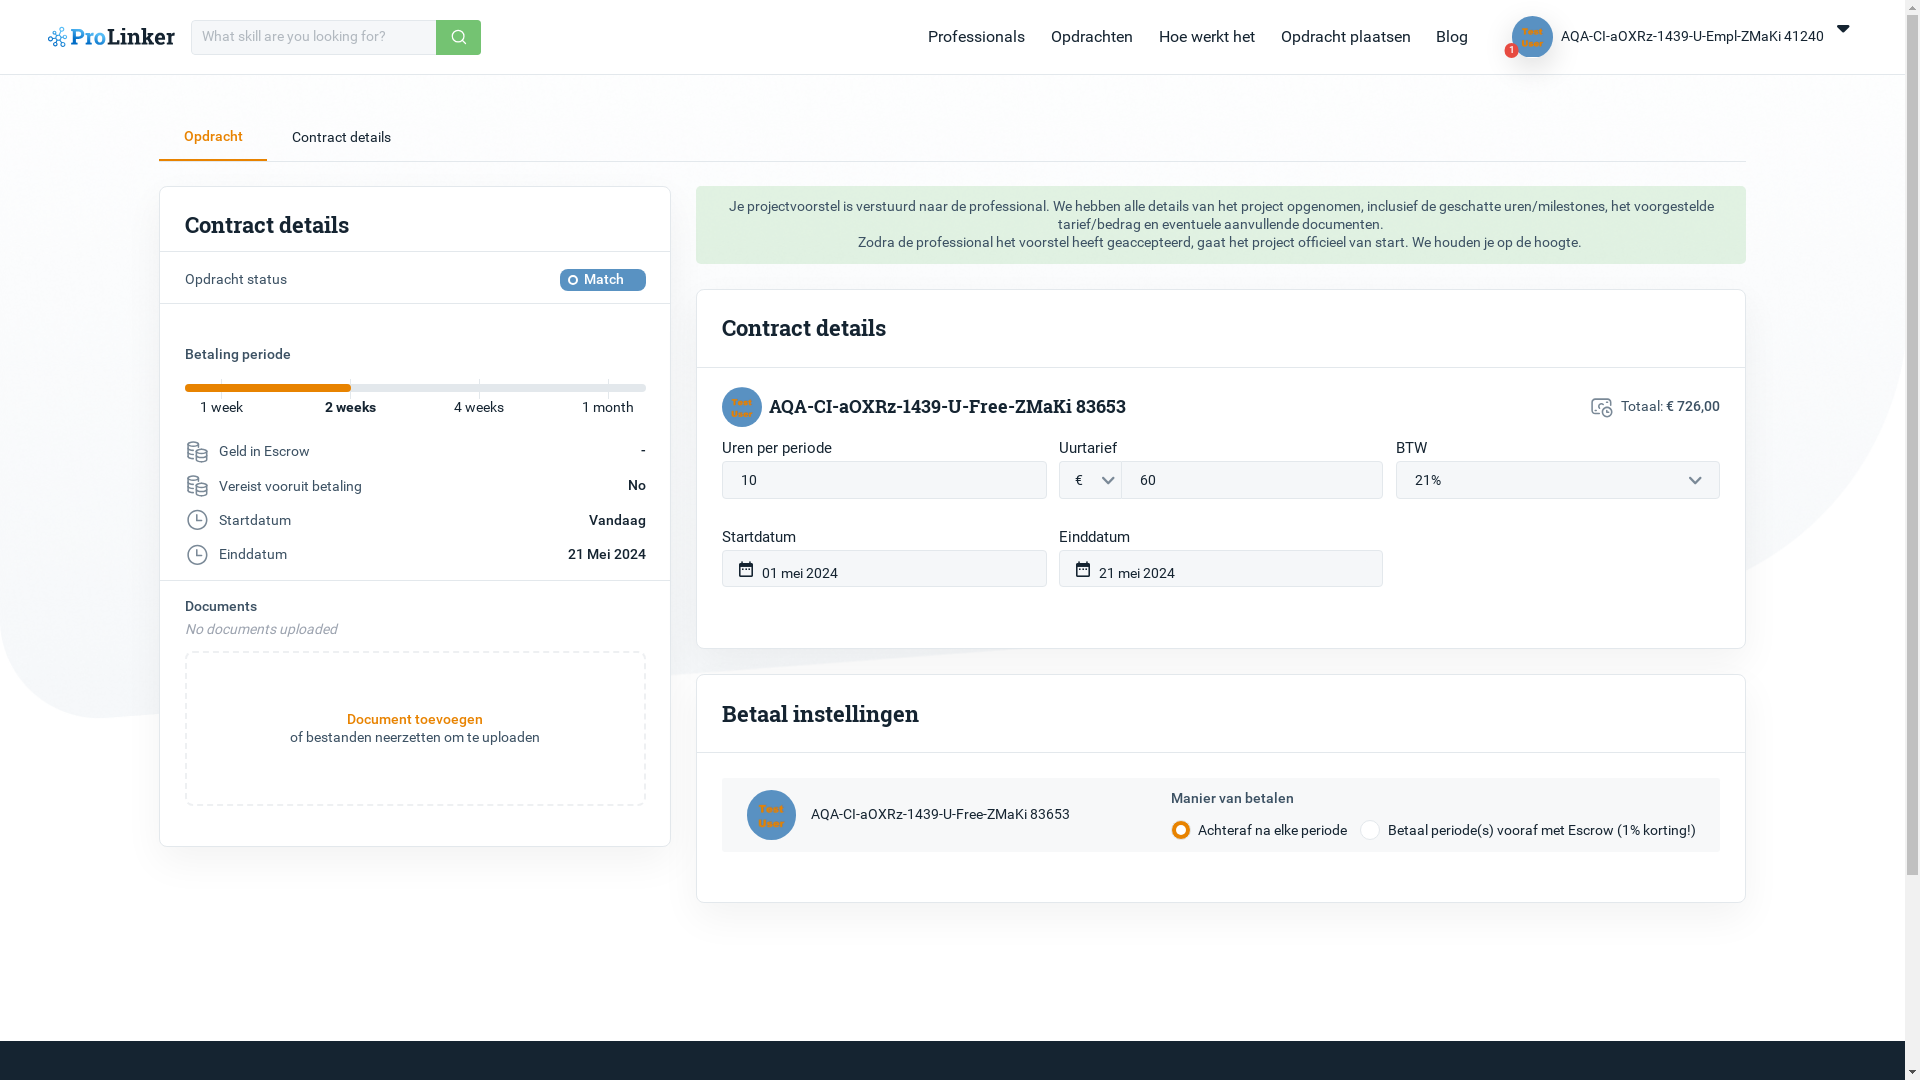 ProLinker
What skill are you looking for?
Professionals
Opdrachten
Hoe werkt het
Opdracht plaatsen
Blog
Test
User
1
AQA-CI-aOXRz-1439-U-Empl-ZMaKi 41240
Opdracht
Contract details
Contract details
Opdracht status
Match
Betaling periode
1 week
2 weeks
4 weeks
1 month
Geld in Escrow
-
Vereist vooruit betaling
No
Startdatum
Vandaag
Einddatum
21 Mei 2024
Documents
No documents uploaded
Document toevoegen
of bestanden neerzetten om te uploaden
Je projectvoorstel is verstuurd naar de professional. We hebben alle details van het project opgenomen, inclusief de geschatte uren/milestones, het voorgestelde
tarief/bedrag en eventuele aanvullende documenten.
Zodra de professional het voorstel heeft geaccepteerd, gaat het project officieel van start. We houden je op de hoogte.
Contract details
Test
User
AQA-CI-aOXRz-1439-U-Free-ZMaKi 83653
Totaal: € 726,00
Uren per periode
Uurtarief
BTW
10
€
60
21%
Startdatum
Einddatum
01 mei 2024
21 mei 2024
Betaal instellingen
Test
User
AQA-CI-aOXRz-1439-U-Free-ZMaKi 83653
Manier van betalen
Achteraf na elke periode
Betaal periode(s) vooraf met Escrow (1% korting!)